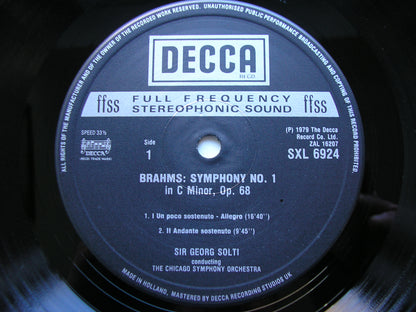 ALL RIGHTS OF THE MANUFACTURER AND OF THE OWNER OF THE RECORDED WORK RESERVED. UNAUTHORISED PUBLIC PERFORMANCE BROADCASTING AND COPYING OF THIS RECORD PROHIBITED.
DECCA
ffss FULL FREQUENCY STEREOPHONIC SOUND ffss
SPEED 33⅓
DECCA
Side
1
(P) 1979 The Decca
Record Co. Ltd.
ZAL 16207
SXL 6924
BRAHMS: SYMPHONY NO. 1
in C Minor, Op. 68
1. I Un poco sostenuto - Allegro (16'40'')
2. II Andante sostenuto (9'45'')
SIR GEORG SOLTI
conducting
THE CHICAGO SYMPHONY ORCHESTRA
MADE IN HOLLAND, MASTERED BY DECCA RECORDING STUDIOS UK